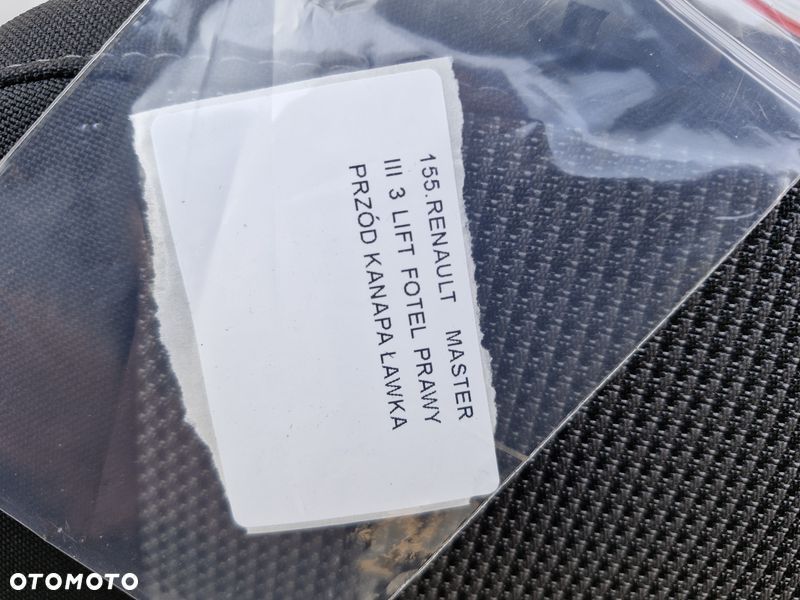 155.RENAULT MASTER
III 3 LIFT FOTEL PRAWY
PRZÓD KANAPA ŁAWKA
OTOMOTO